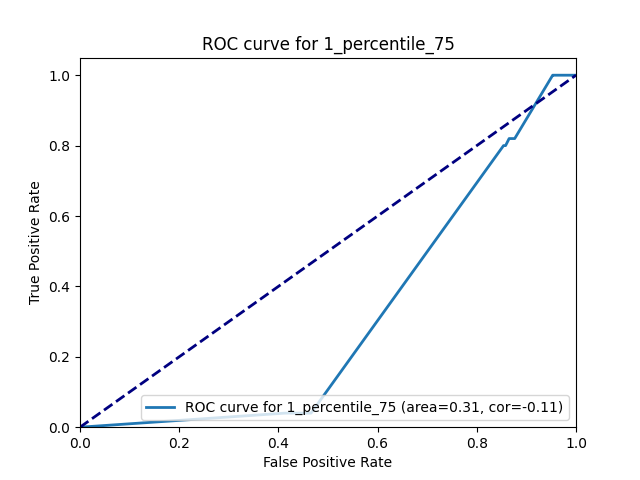 ROC curve for 1_percentile_75
1.0
0.8
0.6
0.4
0.2
0.0
True Positive Rate
ROC curve for 1_percentile_75 (area=0.31, cor=-0.11)
0.0 0.2 0.4 0.6 0.8 1.0
False Positive Rate